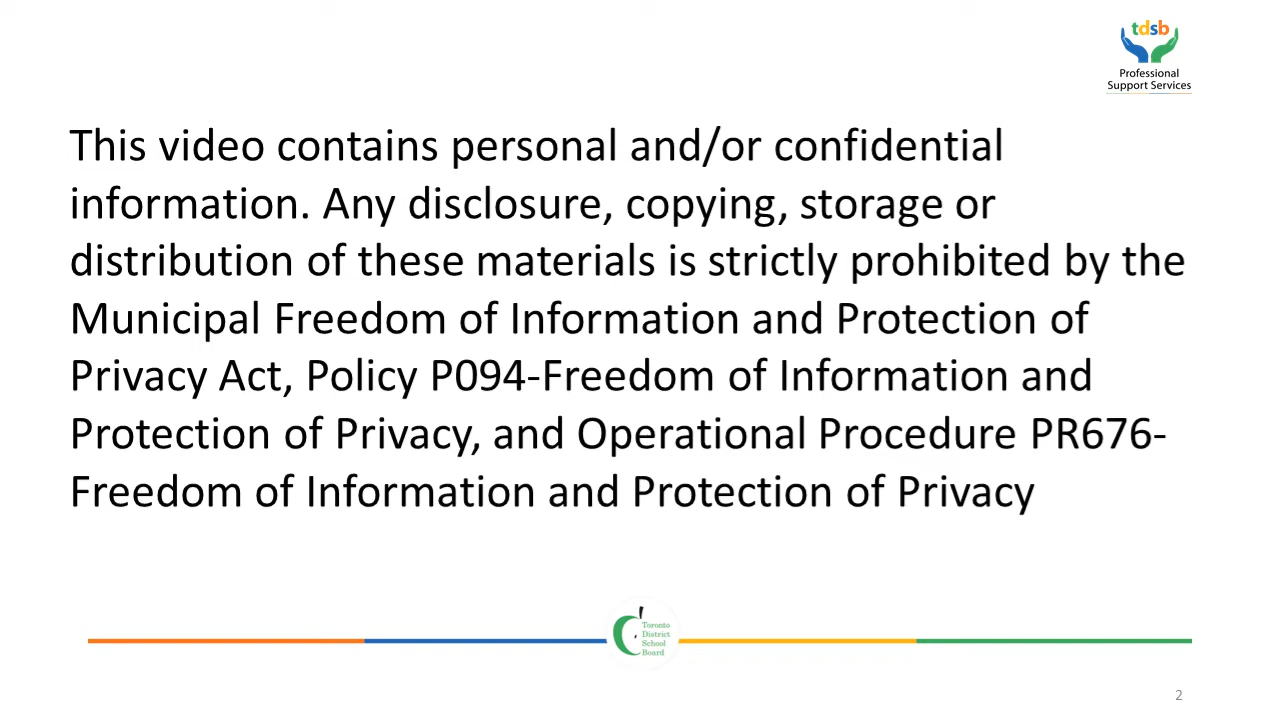 tdsb
Professional
Support Services
This video contains personal and/or confidential
information. Any disclosure, copying, storage or
distribution of these materials is strictly prohibited by the
Municipal Freedom of Information and Protection of
Privacy Act, Policy P094-Freedom of Information and
Protection of Privacy, and Operational Procedure PR676-
Freedom of Information and Protection of Privacy
Toronto
District
School
Board
2